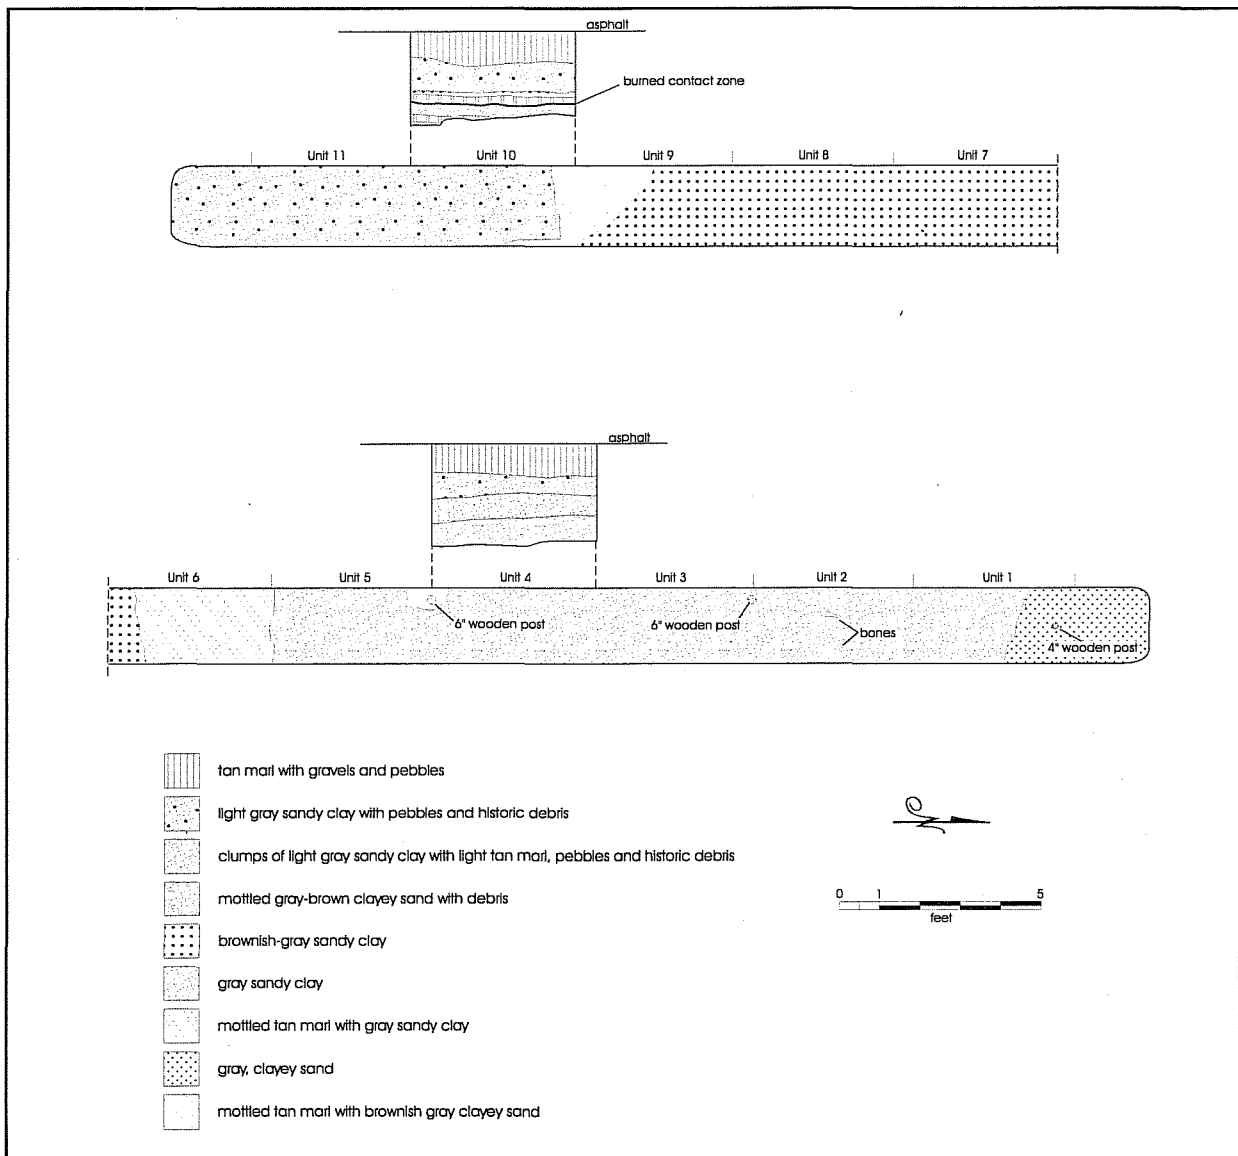 asphalt
burned contact zone
Unit 11 Unit 10 Unit 9 Unit 8 Unit 7
asphalt
Unit 6 Unit 5 Unit 4 Unit 3 Unit 2 Unit 1
6" wooden post 6" wooden post bones 4" wooden post
tan marl with gravels and pebbles
light gray sandy clay with pebbles and historic debris
clumps of light gray sandy clay with light tan marl, pebbles and historic debris
mottled gray-brown clayey sand with debris
brownish-gray sandy clay
gray sandy clay
mottled tan marl with gray sandy clay
gray, clayey sand
mottled tan marl with brownish gray clayey sand
0 1 5
feet